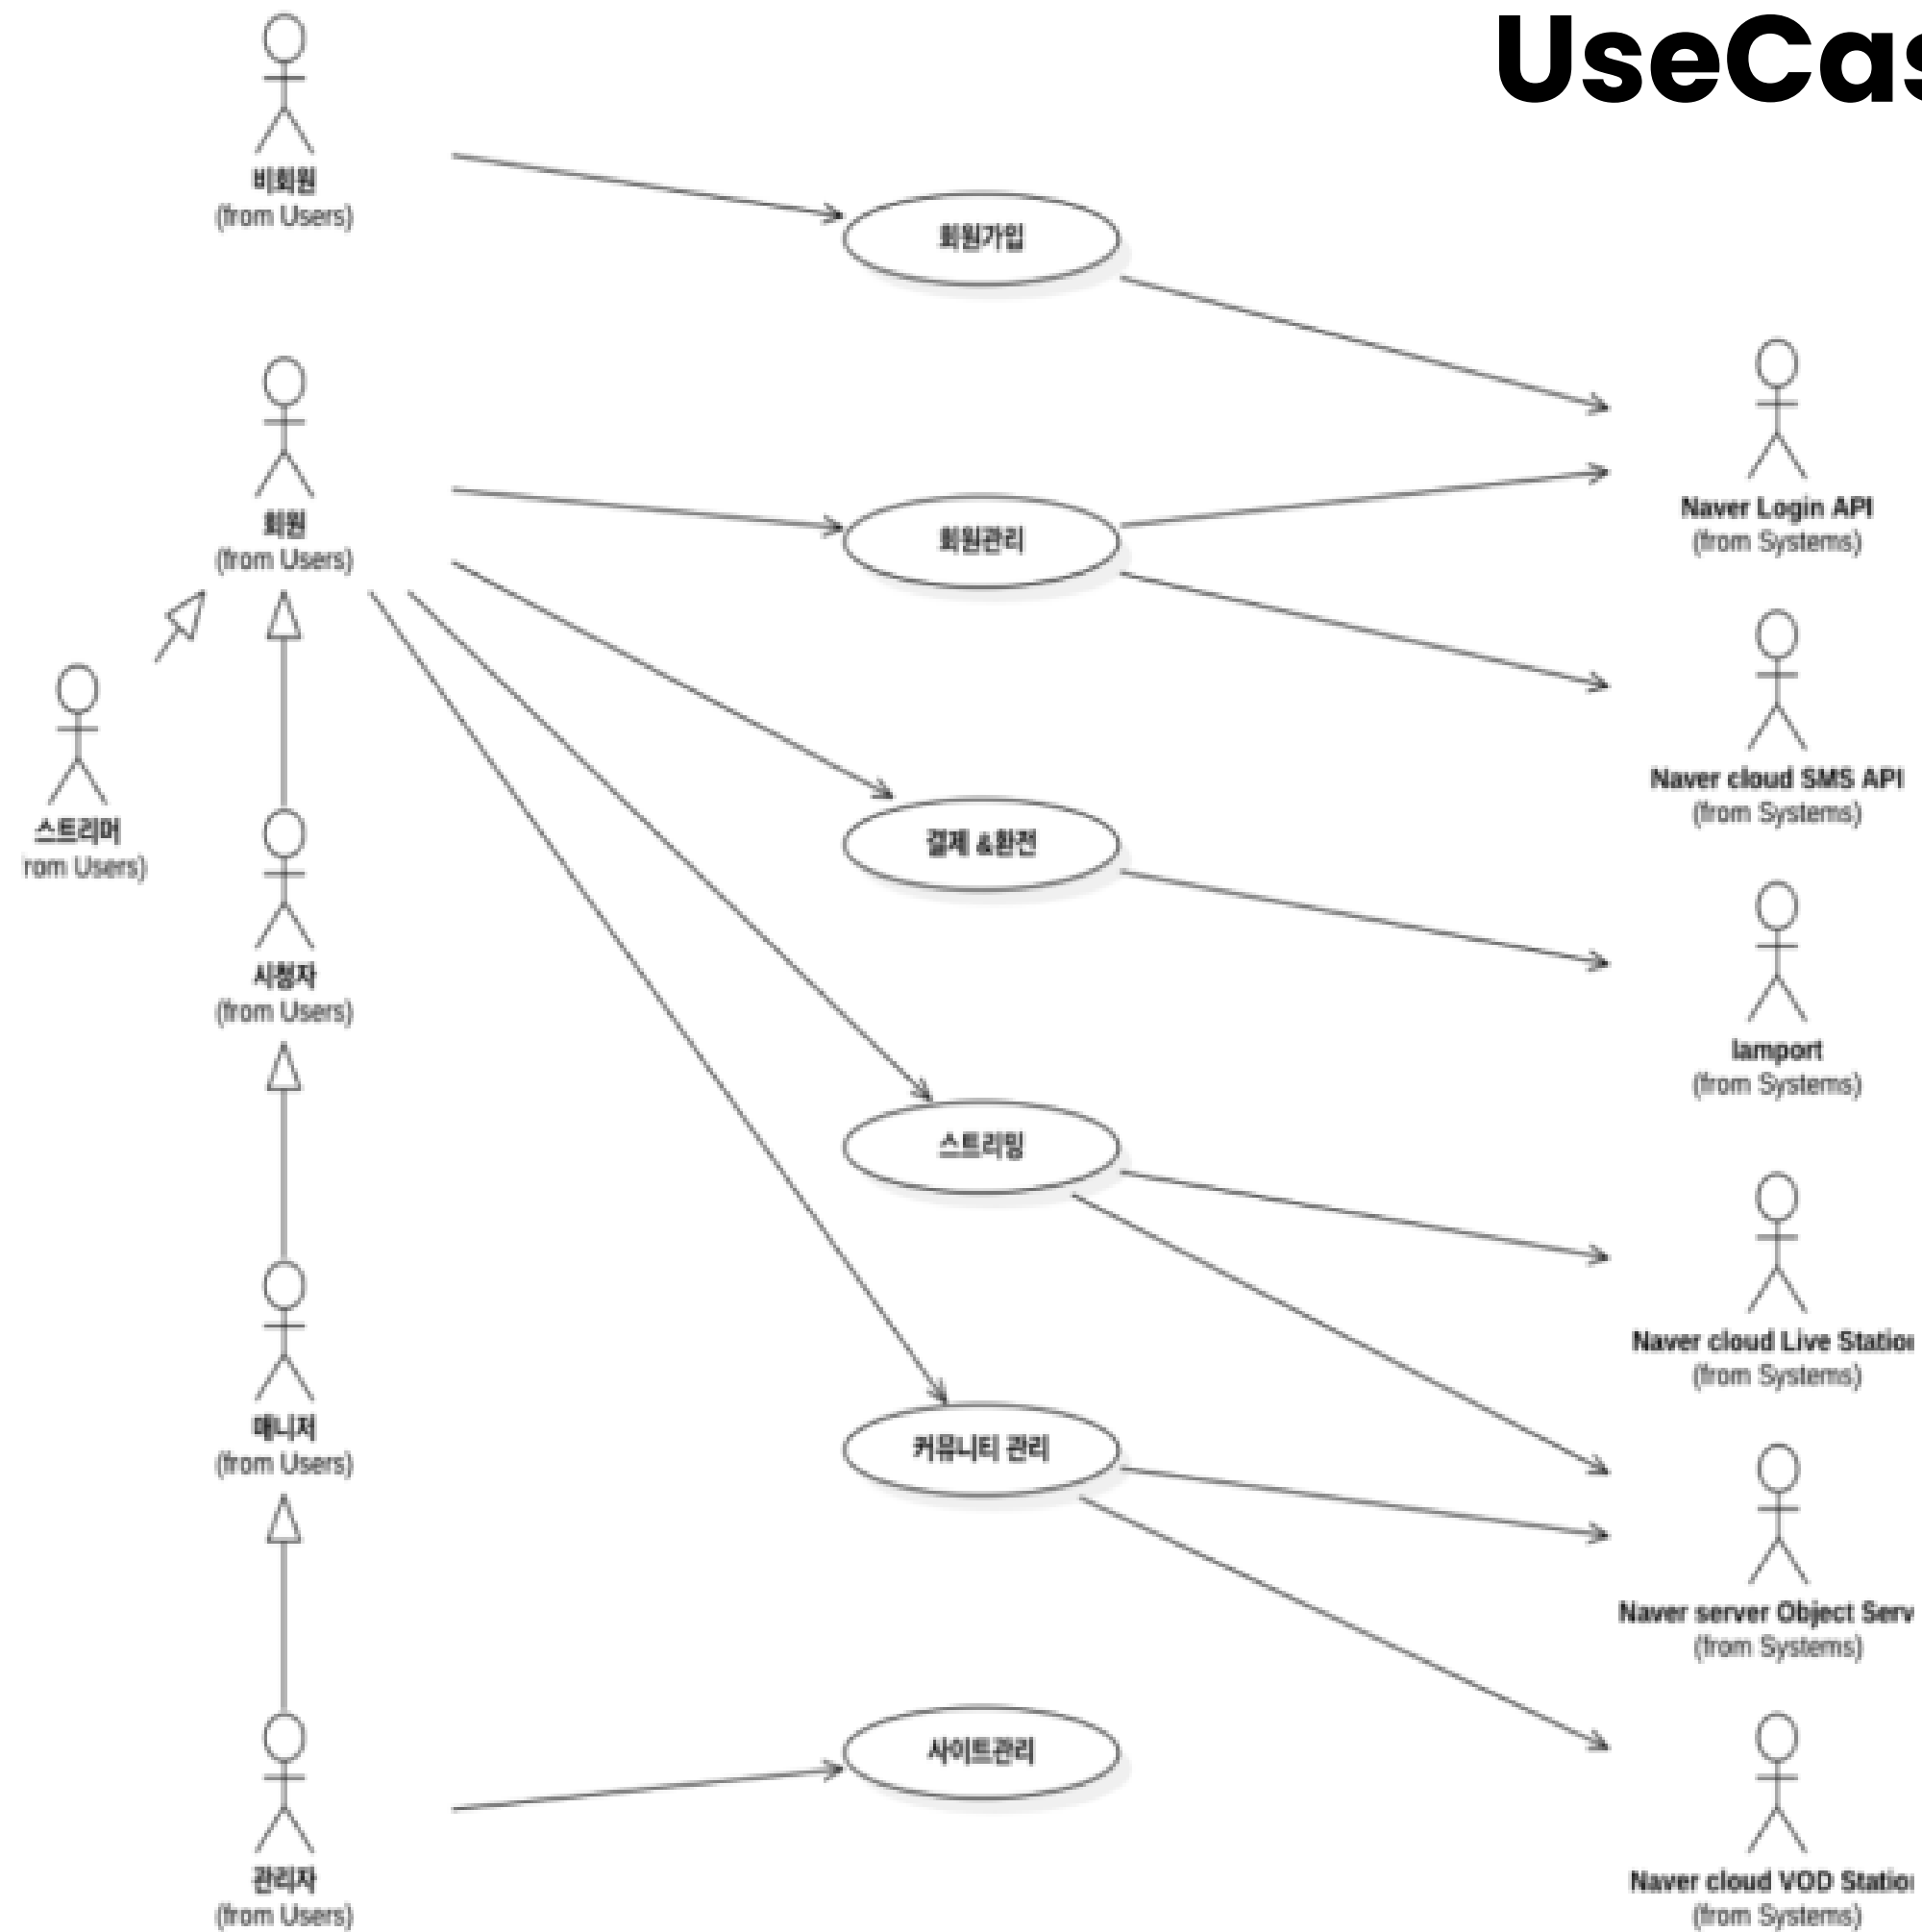 UseCas
비회원
(from Users)
회원가입
회원
(from Users)
회원관리
Naver Login API
(from Systems)
스트리머
rom Users)
Naver cloud SMS API
(from Systems)
결제 &환전
시청자
(from Users)
Iamport
(from Systems)
스트리밍
Naver cloud Live Station
(from Systems)
매니저
(from Users)
커뮤니티 관리
Naver server Object Serv
(from Systems)
사이트관리
관리자
(from Users)
Naver cloud VOD Station
(from Systems)